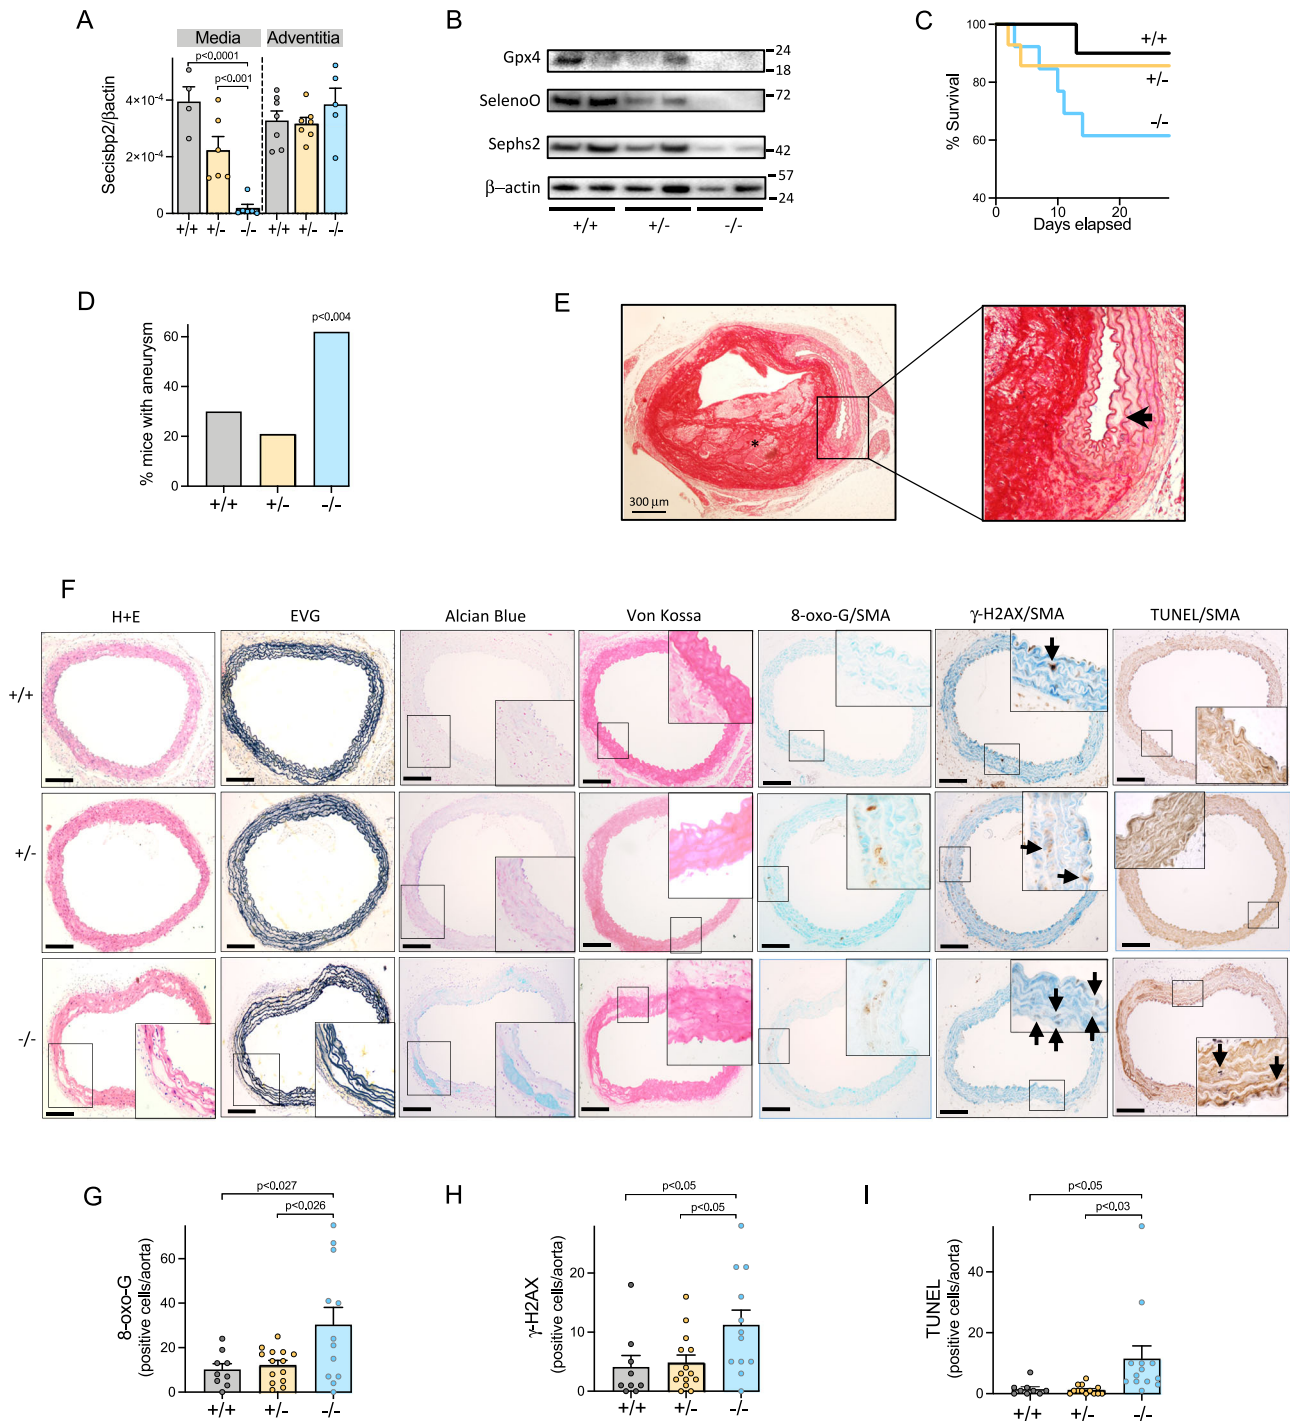 A
Media
Adventitia
p<0.0001
p<0.001
Secisbp2/βactin
4×10⁻⁴
2×10⁻⁴
0
+/+ +/- -/- +/+ +/- -/-
B
Gpx4
24
18
SelenoO
72
Sephs2
42
β-actin
57
24
+/+ +/- -/-
C
% Survival
100
80
60
40
+/+
+/-
-/-
0 10 20
Days elapsed
D
% mice with aneurysm
p<0.004
60
40
20
0
+/+ +/- -/-
E
*
300 µm
F
H+E EVG Alcian Blue Von Kossa 8-oxo-G/SMA γ-H2AX/SMA TUNEL/SMA
+/+
+/-
-/-
G
p<0.027
p<0.026
8-oxo-G
(positive cells/aorta)
60
40
20
0
+/+ +/- -/-
H
p<0.05
p<0.05
γ-H2AX
(positive cells/aorta)
20
10
0
+/+ +/- -/-
I
p<0.05
p<0.03
TUNEL
(positive cells/aorta)
40
20
0
+/+ +/- -/-